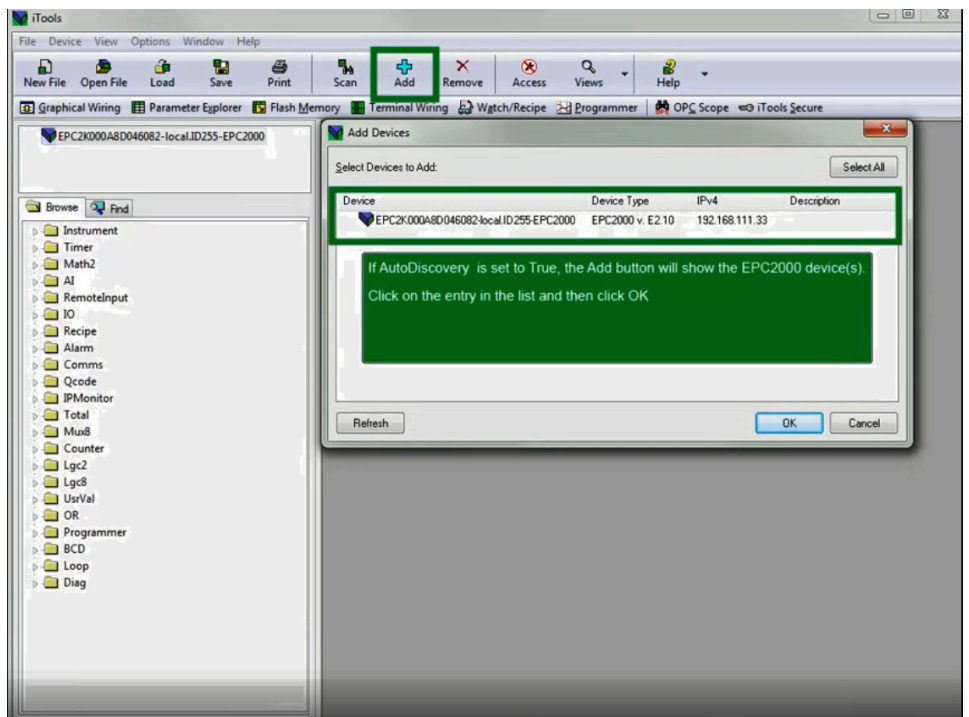 iTools
File Device View Options Window Help
New File Open File Load Save Print Scan Add Remove Access Views Help
Graphical Wiring Parameter Explorer Flash Memory Terminal Wiring Watch/Recipe Programmer OPC Scope iTools Secure
EPC2K000A8D046082-local.ID255-EPC2000
Browse Find
Instrument
Timer
Math2
AI
RemoteInput
IO
Recipe
Alarm
Comms
Qcode
IPMonitor
Total
Mux8
Counter
Lgc2
Lgc8
UsrVal
OR
Programmer
BCD
Loop
Diag
Add Devices
Select Devices to Add:
Select All
Device Device Type IPv4 Description
EPC2K000A8D046082-local.ID255-EPC2000 EPC2000 v. E2.10 192.168.111.33
If AutoDiscovery is set to True, the Add button will show the EPC2000 device(s).
Click on the entry in the list and then click OK
Refresh OK Cancel